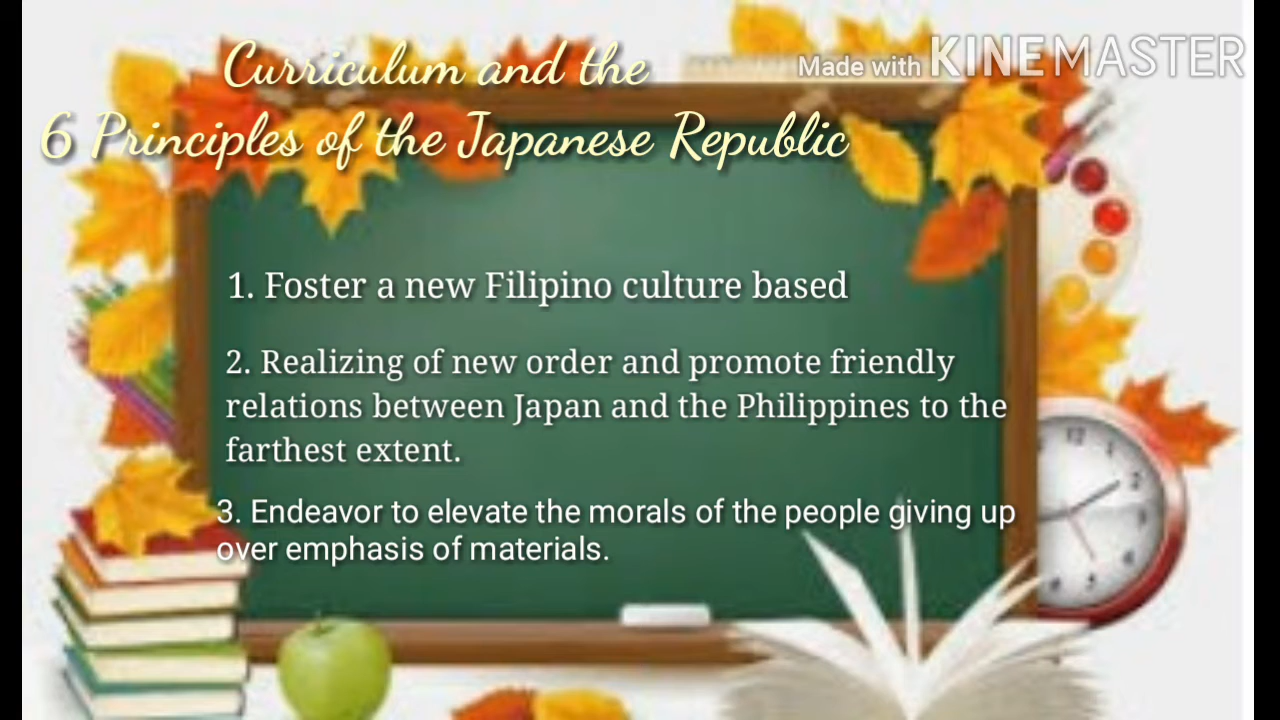 Made with KINEMASTER
Curriculum and the
6 Principles of the Japanese Republic
1. Foster a new Filipino culture based
2. Realizing of new order and promote friendly
relations between Japan and the Philippines to the
farthest extent.
3. Endeavor to elevate the morals of the people giving up
over emphasis of materials.